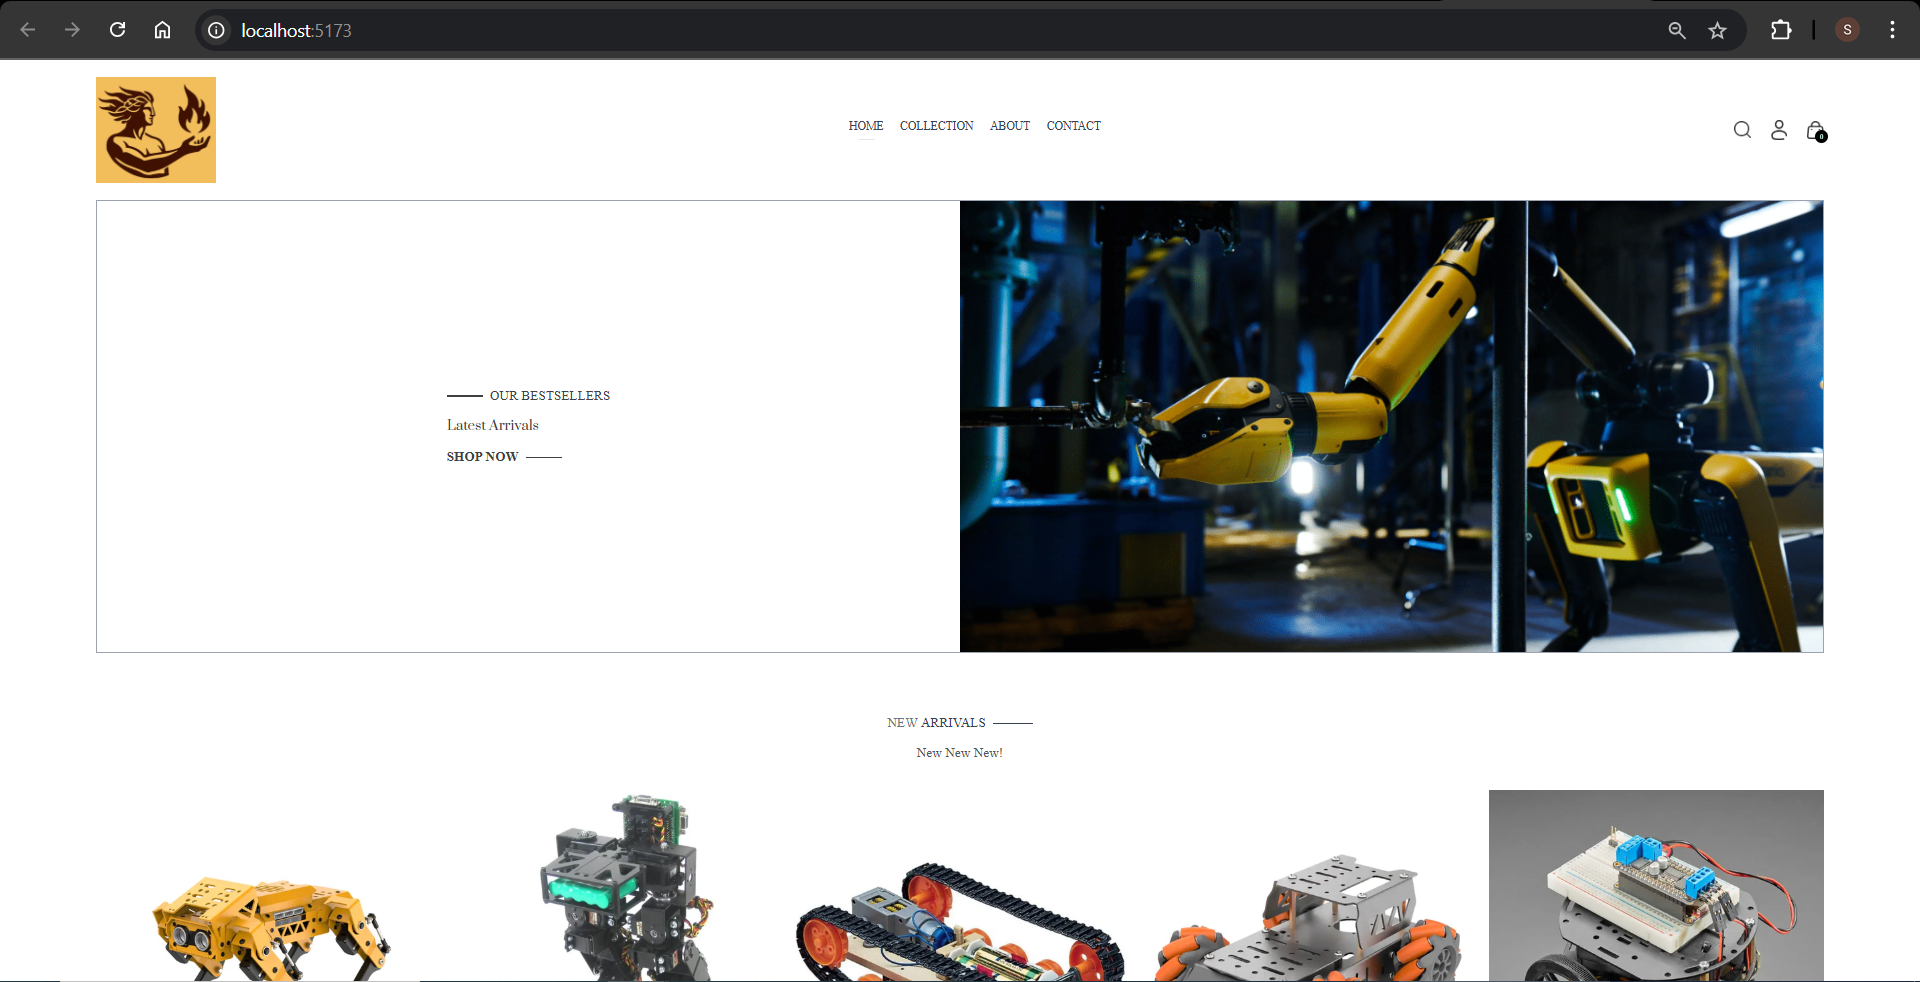 localhost:5173
S
HOME COLLECTION ABOUT CONTACT
0
OUR BESTSELLERS
Latest Arrivals
SHOP NOW
NEW ARRIVALS
New New New!